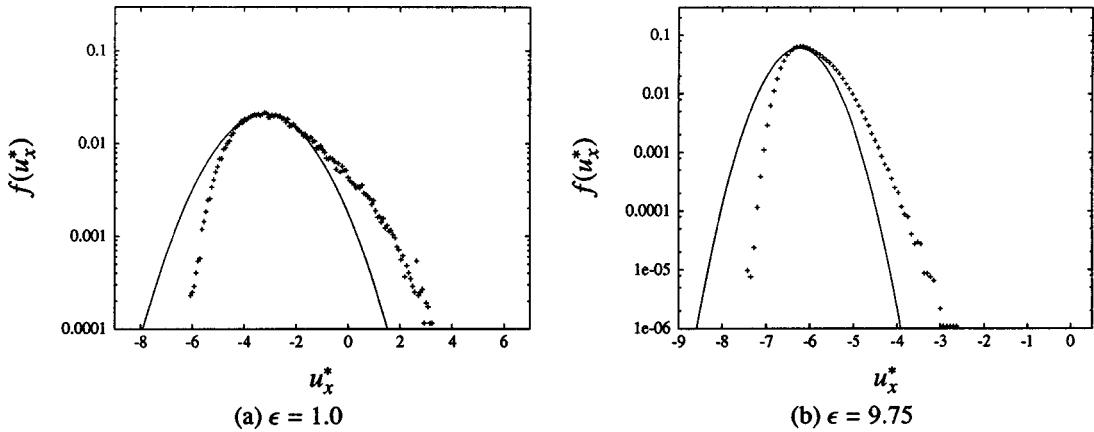 0.1
0.01
0.001
0.0001
-8 -6 -4 -2 0 2 4 6
f(u*x)
u*x
(a) ϵ = 1.0
0.1
0.01
0.001
0.0001
1e-05
1e-06
-9 -8 -7 -6 -5 -4 -3 -2 -1 0
f(u*x)
u*x
(b) ϵ = 9.75